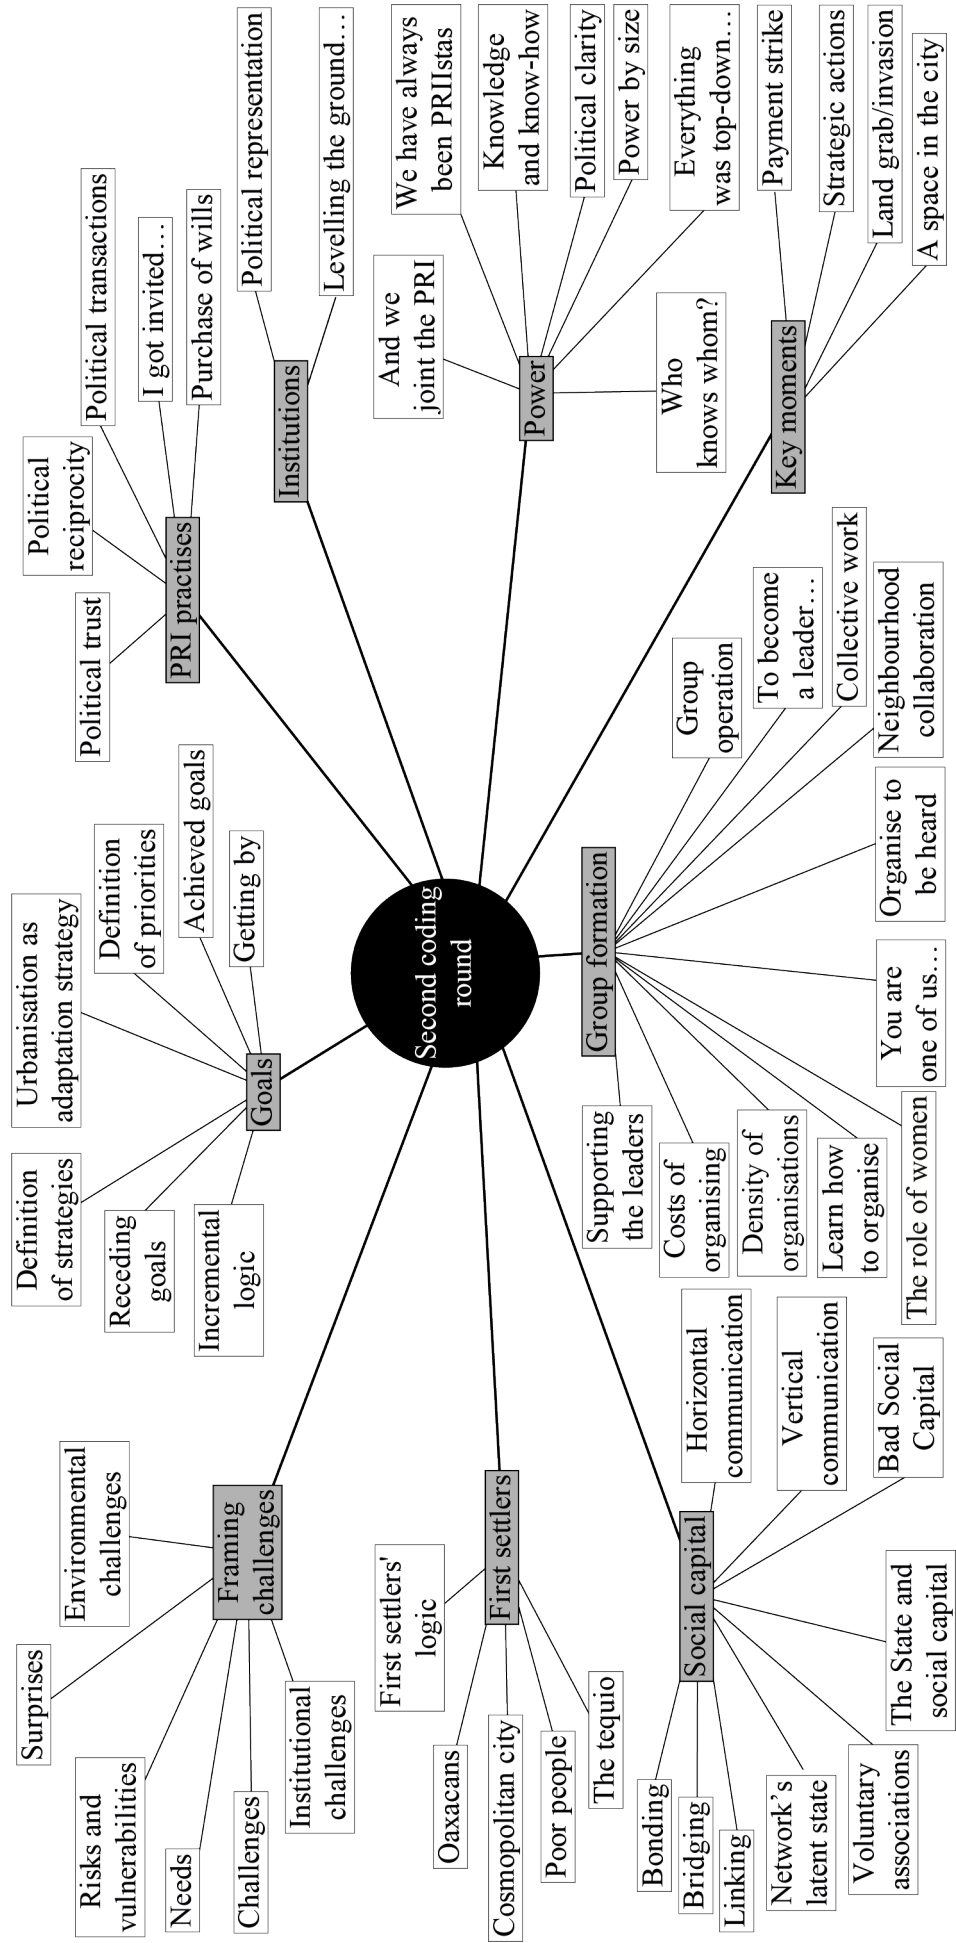 Second coding
round
Goals
Definition
of strategies
Receding
goals
Incremental
logic
Urbanisation as
adaptation strategy
Definition
of priorities
Achieved goals
Getting by
PRI practises
Political trust
Political
reciprocity
Political transactions
I got invited…
Purchase of wills
Institutions
Political representation
Levelling the ground…
Power
And we
joint the PRI
We have always
been PRIIstas
Knowledge
and know-how
Political clarity
Power by size
Everything
was top-down…
Who
knows whom?
Key moments
Payment strike
Strategic actions
Land grab/invasion
A space in the city
Group formation
Group
operation
To become
a leader…
Collective work
Neighbourhood
collaboration
Organise to
be heard
You are
one of us…
The role of women
Learn how
to organise
Density of
organisations
Costs of
organising
Supporting
the leaders
Social capital
Horizontal
communication
Vertical
communication
Bad Social
Capital
The State and
social capital
Voluntary
associations
Network's
latent state
Linking
Bridging
Bonding
First settlers
First settlers'
logic
Oaxacans
Cosmopolitan city
Poor people
The tequio
Framing
challenges
Environmental
challenges
Surprises
Risks and
vulnerabilities
Needs
Challenges
Institutional
challenges